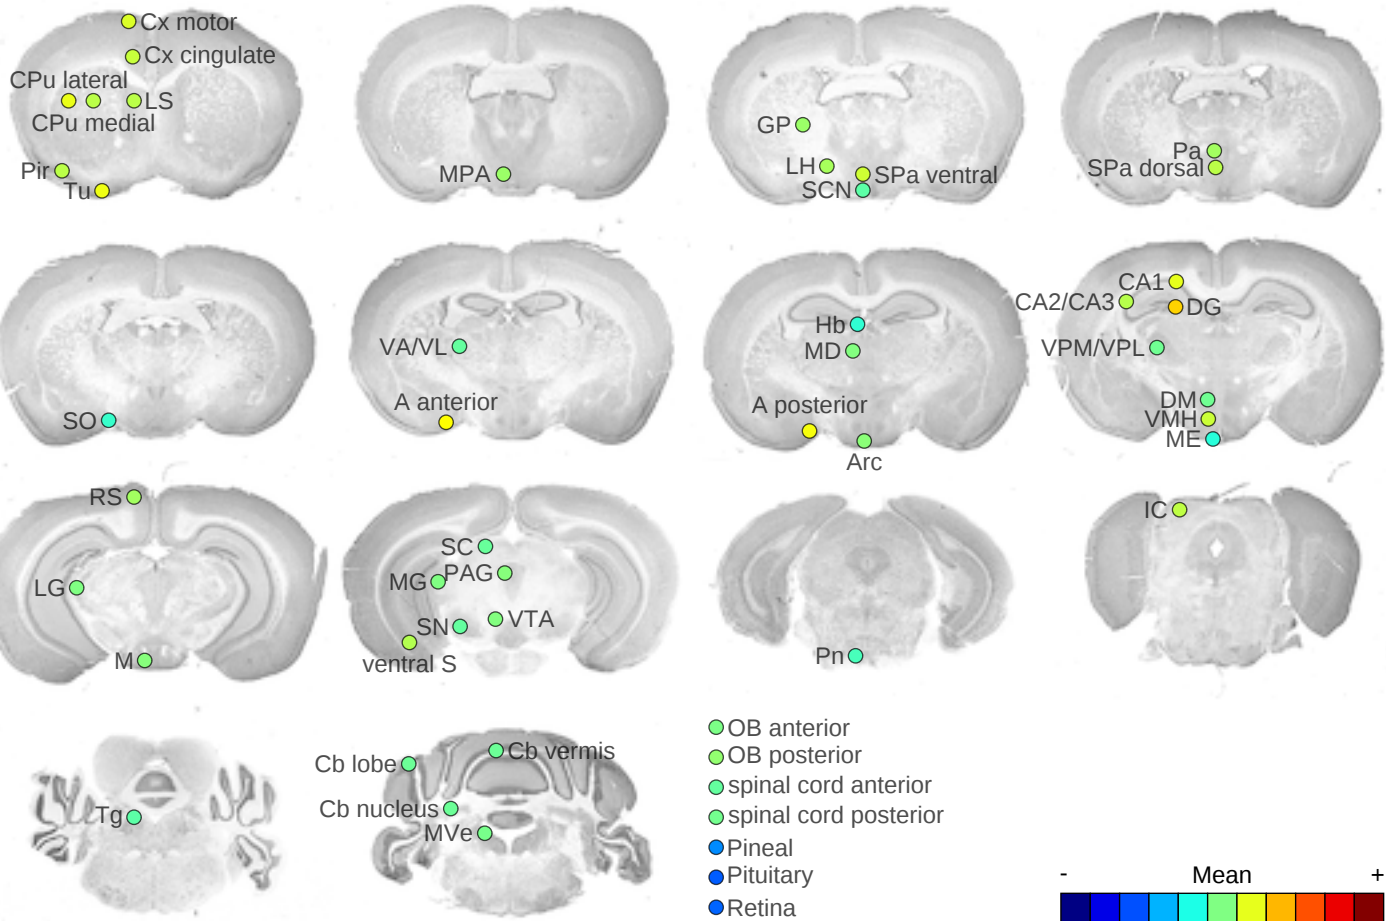 Cx motor
Cx cingulate
CPu lateral
LS
CPu medial
Pir
Tu
MPA
GP
LH
SPa ventral
SCN
Pa
SPa dorsal
SO
VA/VL
A anterior
Hb
MD
A posterior
Arc
CA1
CA2/CA3
DG
VPM/VPL
DM
VMH
ME
RS
LG
M
SC
MG
PAG
SN
VTA
ventral S
Pn
IC
Tg
Cb lobe
Cb vermis
Cb nucleus
MVe
OB anterior
OB posterior
spinal cord anterior
spinal cord posterior
Pineal
Pituitary
Retina
- Mean +